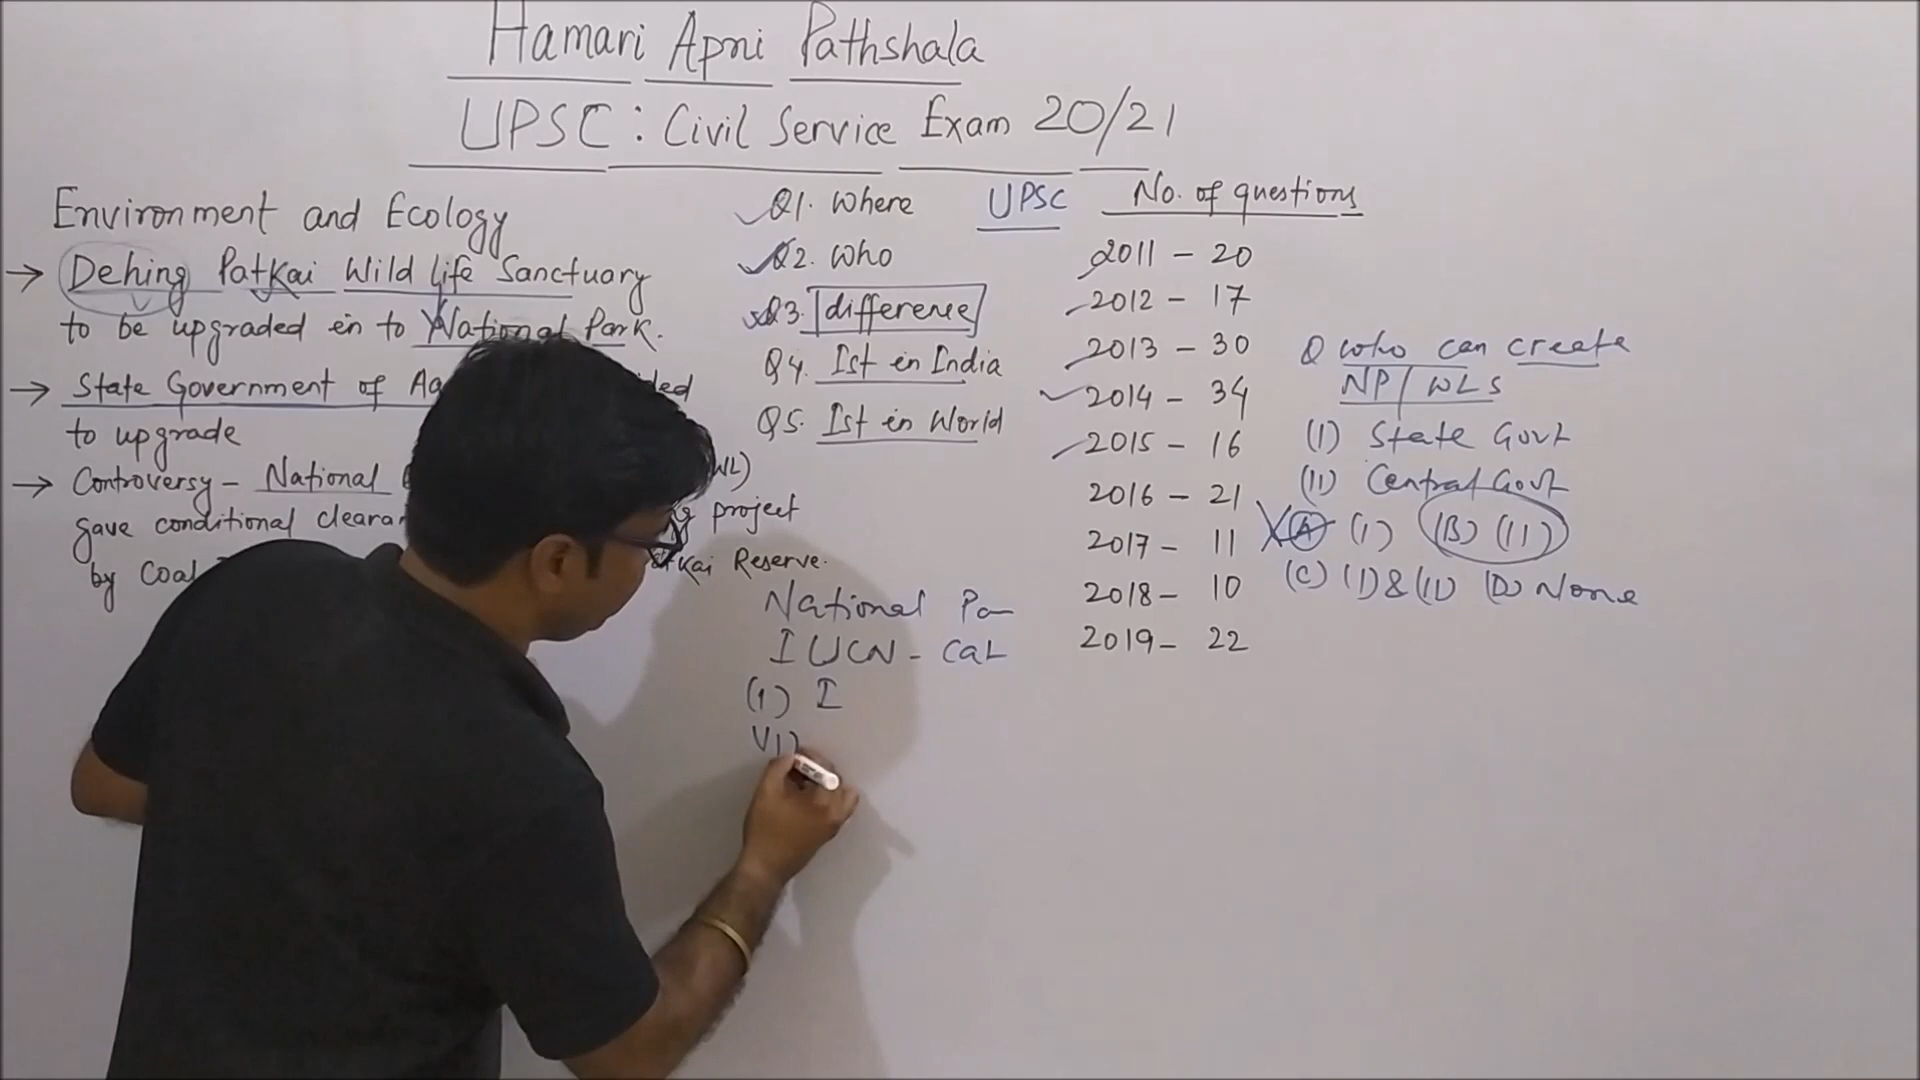 Hamari Apni Pathshala
UPSC: Civil Service Exam 20/21
Environment and Ecology
→ Dehing Patkai Wild life Sanctuary
to be upgraded in to National Park.
→ State Government of
to upgrade
→ Controversy - National WL)
gave conditional project
by Coal Reserve.
Q1. Where
Q2. Who
Q3. difference
Q4. Ist in India
Q5. Ist in World
UPSC No. of questions
2011 - 20
2012 - 17
2013 - 30
2014 - 34
2015 - 16
2016 - 21
2017 - 11
2018 - 10
2019 - 22
Q who can create
NP/WLS
(I) State Govt
(II) Central Govt
(A) (I) (B) (II)
(C) (I) & (II) (D) None
National Pa
IUCN - Cat
(1) I